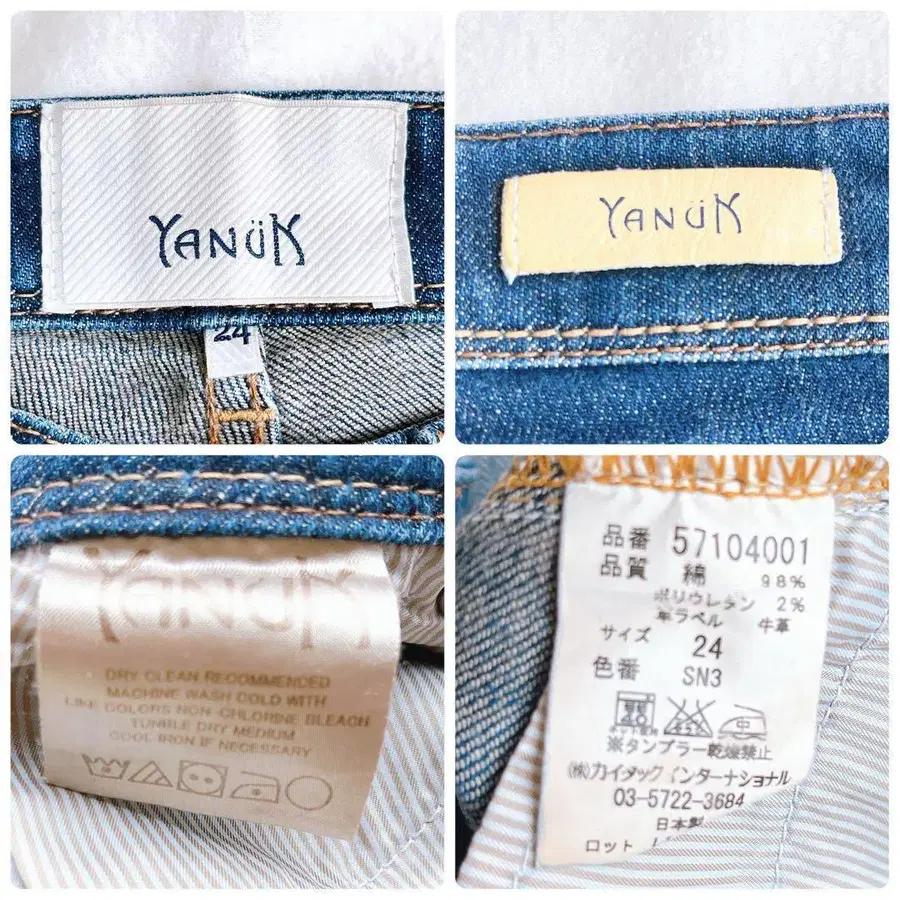 YANÜK
24
YANÜK
YANUK
DRY CLEAN RECOMMENDED
MACHINE WASH COLD WITH
LIKE COLORS NON-CHLORINE BLEACH
TUMBLE DRY MEDIUM
COOL IRON IF NECESSARY
品番 57104001
品質 綿 98%
ポリウレタン 2%
革ラベル 牛革
サイズ 24
色番 SN3
中
※タンブラー乾燥禁止
(株)カイタックインターナショナル
03-5722-3684
日本製
ロット